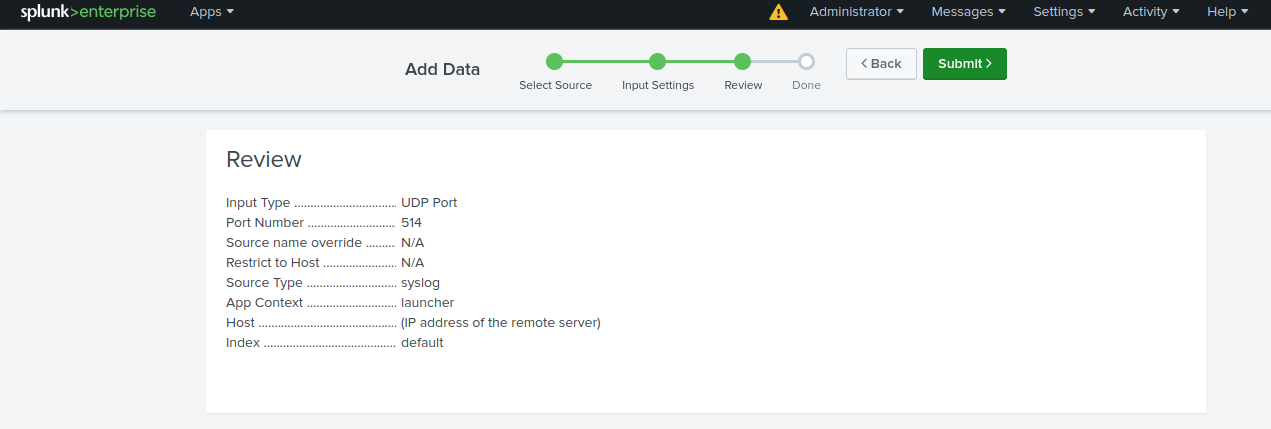 splunk>enterprise Apps Administrator Messages Settings Activity Help
Add Data Select Source Input Settings Review Done < Back Submit >
Review
Input Type ................................ UDP Port
Port Number ........................... 514
Source name override ......... N/A
Restrict to Host ...................... N/A
Source Type ........................... syslog
App Context ........................... launcher
Host .......................................... (IP address of the remote server)
Index ........................................ default